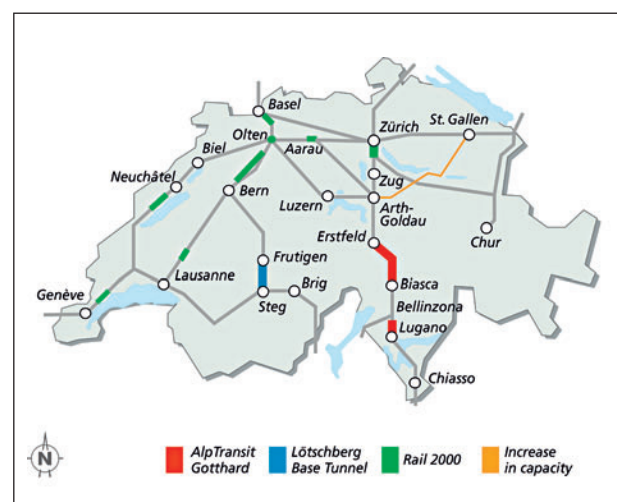 Basel
Olten
Aarau
Zürich
St. Gallen
Biel
Neuchâtel
Bern
Zug
Luzern
Arth-
Goldau
Erstfeld
Chur
Frutigen
Lausanne
Brig
Biasca
Genève
Steg
Bellinzona
Lugano
Chiasso
N
AlpTransit
Gotthard
Lötschberg
Base Tunnel
Rail 2000
Increase
in capacity